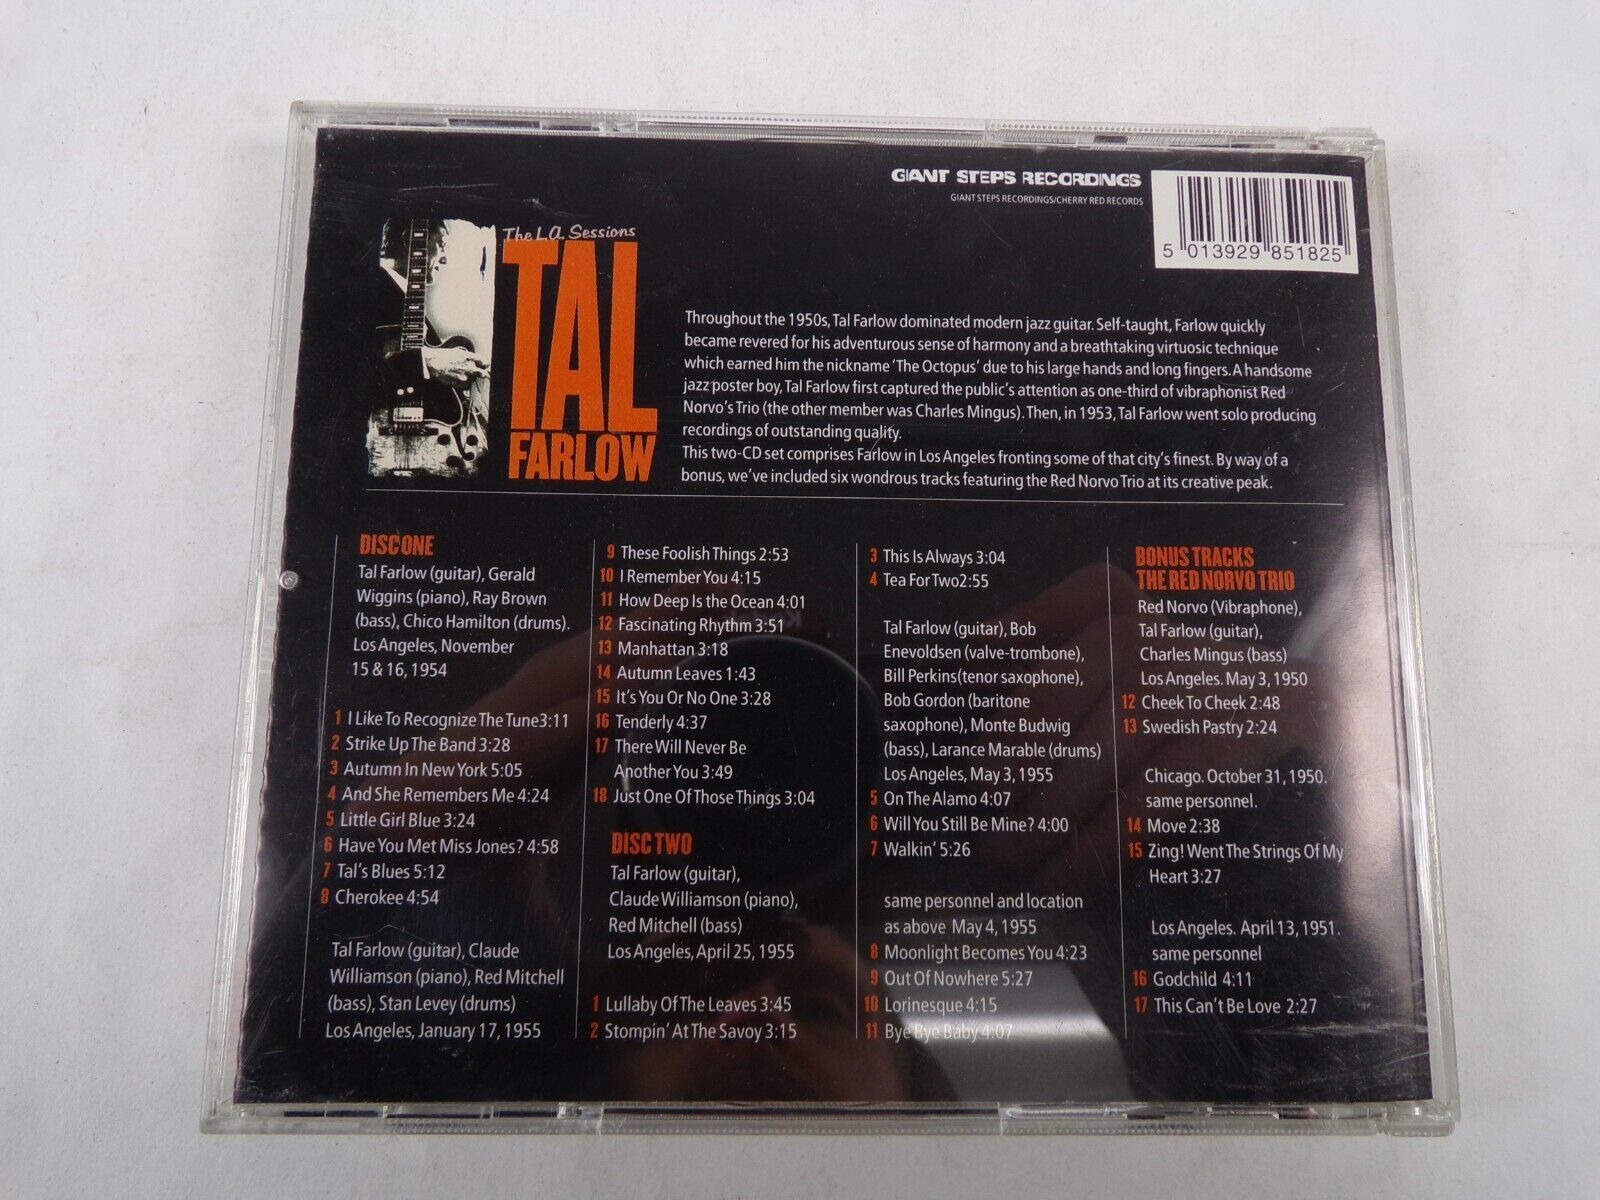 GIANT STEPS RECORDINGS
GIANT STEPS RECORDINGS/CHERRY RED RECORDS
5 013929 851825
The L.A. Sessions
TAL
FARLOW
Throughout the 1950s, Tal Farlow dominated modern jazz guitar. Self-taught, Farlow quickly
became revered for his adventurous sense of harmony and a breathtaking virtuosic technique
which earned him the nickname 'The Octopus' due to his large hands and long fingers. A handsome
jazz poster boy, Tal Farlow first captured the public's attention as one-third of vibraphonist Red
Norvo's Trio (the other member was Charles Mingus). Then, in 1953, Tal Farlow went solo producing
recordings of outstanding quality.
This two-CD set comprises Farlow in Los Angeles fronting some of that city's finest. By way of a
bonus, we've included six wondrous tracks featuring the Red Norvo Trio at its creative peak.
DISC ONE
Tal Farlow (guitar), Gerald
Wiggins (piano), Ray Brown
(bass), Chico Hamilton (drums).
Los Angeles, November
15 & 16, 1954
1 I Like To Recognize The Tune3:11
2 Strike Up The Band 3:28
3 Autumn In New York 5:05
4 And She Remembers Me 4:24
5 Little Girl Blue 3:24
6 Have You Met Miss Jones? 4:58
7 Tal's Blues 5:12
8 Cherokee 4:54
Tal Farlow (guitar), Claude
Williamson (piano), Red Mitchell
(bass), Stan Levey (drums)
Los Angeles, January 17, 1955
9 These Foolish Things 2:53
10 I Remember You 4:15
11 How Deep Is the Ocean 4:01
12 Fascinating Rhythm 3:51
13 Manhattan 3:18
14 Autumn Leaves 1:43
15 It's You Or No One 3:28
16 Tenderly 4:37
17 There Will Never Be
Another You 3:49
18 Just One Of Those Things 3:04
DISC TWO
Tal Farlow (guitar),
Claude Williamson (piano),
Red Mitchell (bass)
Los Angeles, April 25, 1955
1 Lullaby Of The Leaves 3:45
2 Stompin' At The Savoy 3:15
3 This Is Always 3:04
4 Tea For Two2:55
Tal Farlow (guitar), Bob
Enevoldsen (valve-trombone),
Bill Perkins(tenor saxophone),
Bob Gordon (baritone
saxophone), Monte Budwig
(bass), Larance Marable (drums)
Los Angeles, May 3, 1955
5 On The Alamo 4:07
6 Will You Still Be Mine? 4:00
7 Walkin' 5:26
same personnel and location
as above May 4, 1955
8 Moonlight Becomes You 4:23
9 Out Of Nowhere 5:27
10 Lorinesque 4:15
11 Bye Bye Baby 4:07
BONUS TRACKS
THE RED NORVO TRIO
Red Norvo (Vibraphone),
Tal Farlow (guitar),
Charles Mingus (bass)
Los Angeles. May 3, 1950
12 Cheek To Cheek 2:48
13 Swedish Pastry 2:24
Chicago. October 31, 1950.
same personnel.
14 Move 2:38
15 Zing! Went The Strings Of My
Heart 3:27
Los Angeles. April 13, 1951.
same personnel
16 Godchild 4:11
17 This Can't Be Love 2:27